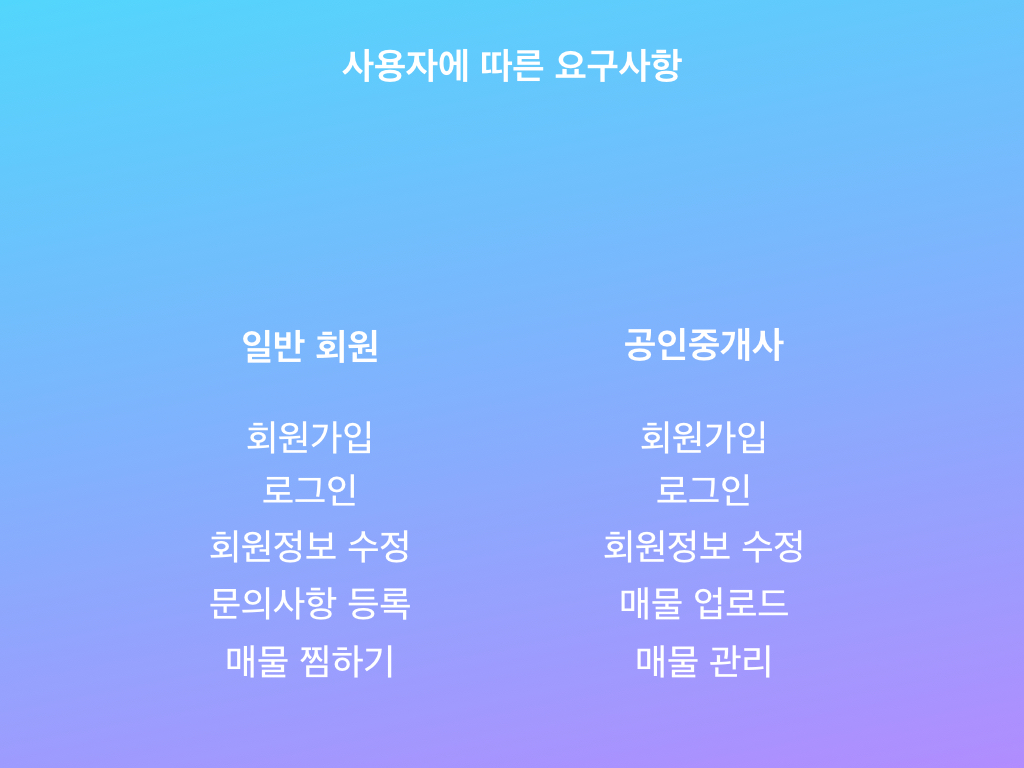 사용자에 따른 요구사항
일반 회원
회원가입
로그인
회원정보 수정
문의사항 등록
매물 찜하기
공인중개사
회원가입
로그인
회원정보 수정
매물 업로드
매물 관리